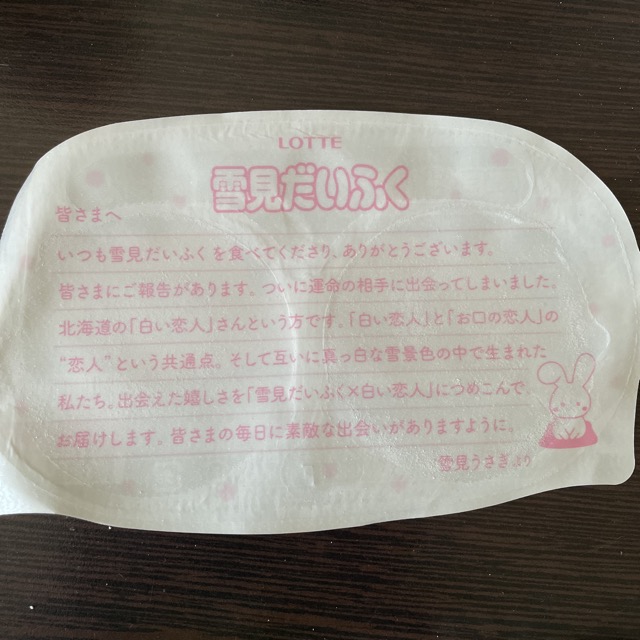 LOTTE
雪見だいふく
皆さまへ
いつも雪見だいふくを食べてくださり、ありがとうございます。
皆さまにご報告があります。ついに運命の相手に出会ってしまいました。
北海道の「白い恋人」さんという方です。「白い恋人」と「お口の恋人」の
“恋人”という共通点。そして互いに真っ白な雪景色の中で生まれた
私たち。出会えた嬉しさを「雪見だいふく×白い恋人」につめこんで
お届けします。皆さまの毎日に素敵な出会いがありますように。
雪見うさぎより